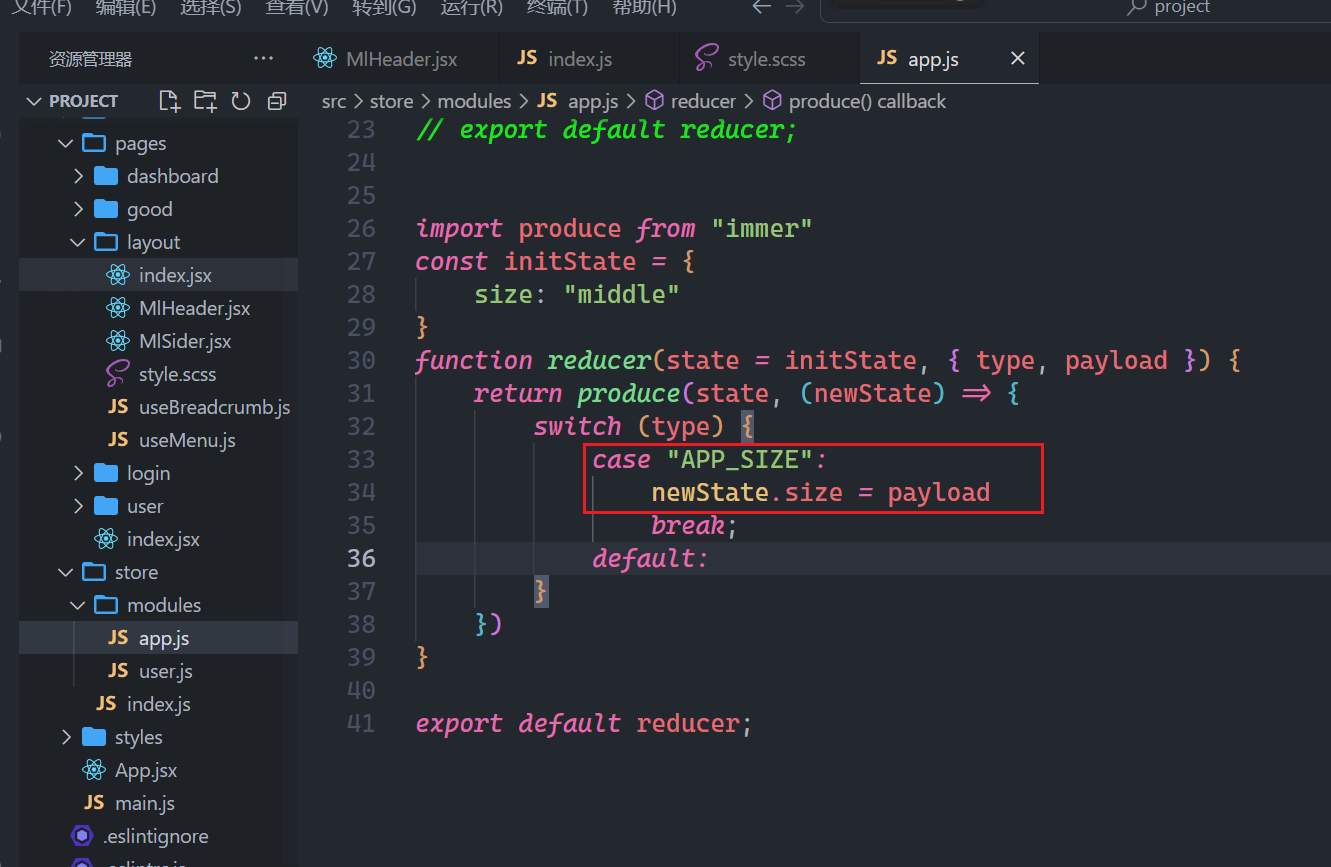 文件(F) 编辑(E) 选择(S) 查看(V) 转到(G) 运行(R) 终端(T) 帮助(H) project
资源管理器
MlHeader.jsx
JS index.js
style.scss
JS app.js
PROJECT
pages
dashboard
good
layout
index.jsx
MlHeader.jsx
MlSider.jsx
style.scss
JS useBreadcrumb.js
JS useMenu.js
login
user
index.jsx
store
modules
JS app.js
JS user.js
JS index.js
styles
App.jsx
JS main.js
.eslintignore
src > store > modules > JS app.js > reducer > produce() callback
23 // export default reducer;
24
25
26 import produce from "immer"
27 const initState = {
28 size: "middle"
29 }
30 function reducer(state = initState, { type, payload }) {
31 return produce(state, (newState) => {
32 switch (type) {
33 case "APP_SIZE":
34 newState.size = payload
35 break;
36 default:
37 }
38 })
39 }
40
41 export default reducer;